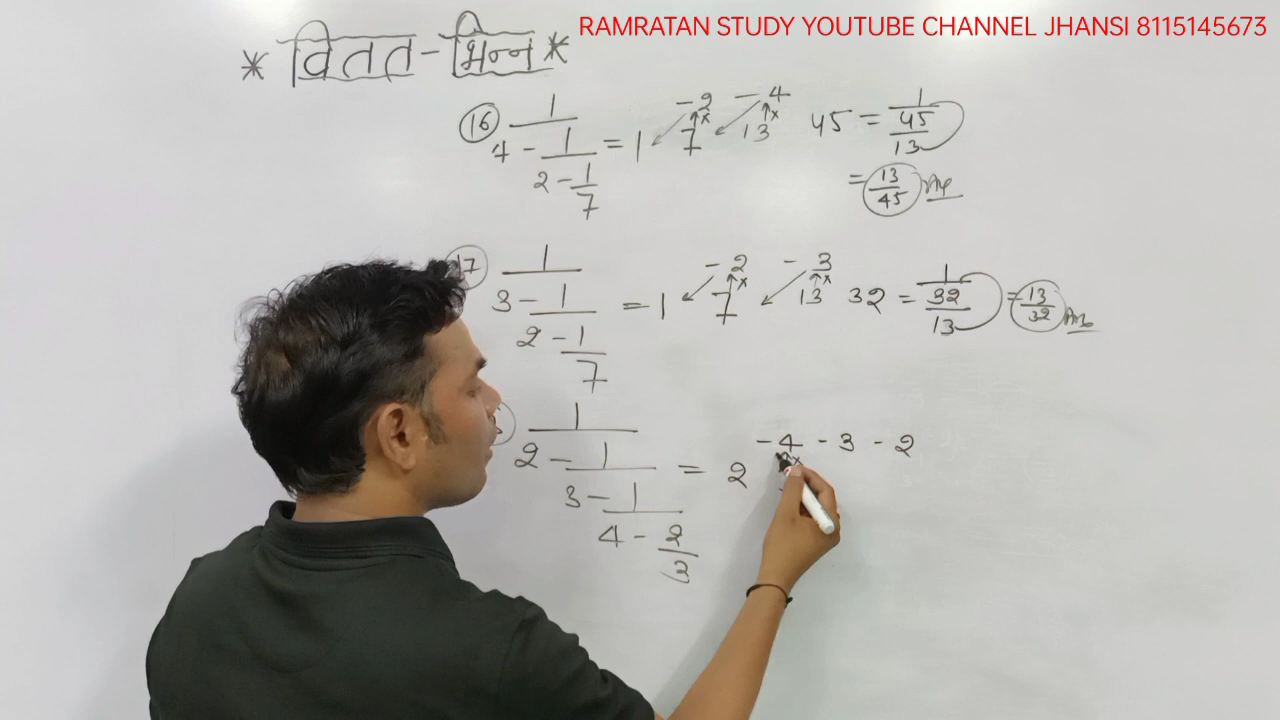 RAMRATAN STUDY YOUTUBE CHANNEL JHANSI 8115145673
* वितत - भिन्न *
16 1/(4 - 1/(2 - 1/7)) = 1 7 -2 13 -4 45 = 1/(45/13)
= 13/45 Ans
17 1/(3 - 1/(2 - 1/7)) = 1 7 -2 13 -3 32 = 1/(32/13) = 13/32 Ans
1/(2 - 1/(3 - 1/(4 - 2/3))) = 2 -4 -3 -2